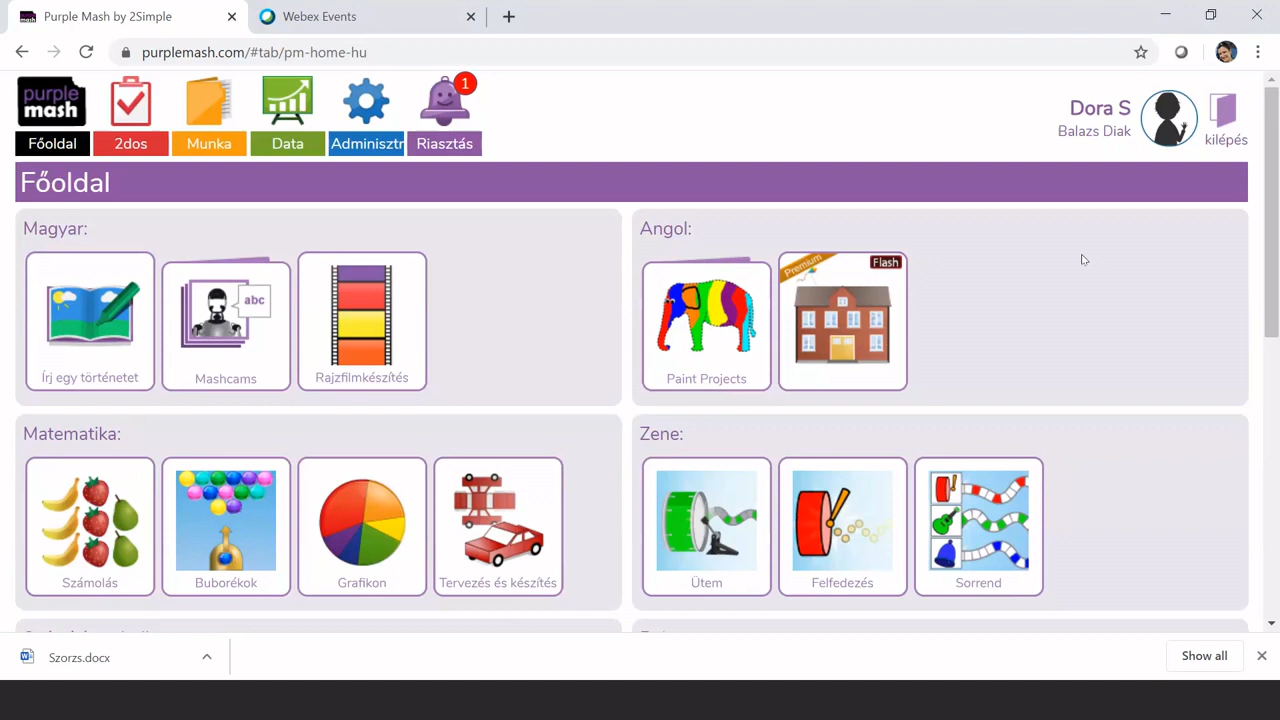 Purple Mash by 2Simple
Webex Events
purplemash.com/#tab/pm-home-hu
purple
mash
1
Főoldal
2dos
Munka
Data
Adminisztr
Riasztás
Dora S
Balazs Diak
kilépés
Főoldal
Magyar:
abc
Írj egy történetet
Mashcams
Rajzfilmkészítés
Angol:
Paint Projects
Premium
Flash
Matematika:
Számolás
Buborékok
Grafikon
Tervezés és készítés
Zene:
Ütem
Felfedezés
Sorrend
Szorzs.docx
Show all